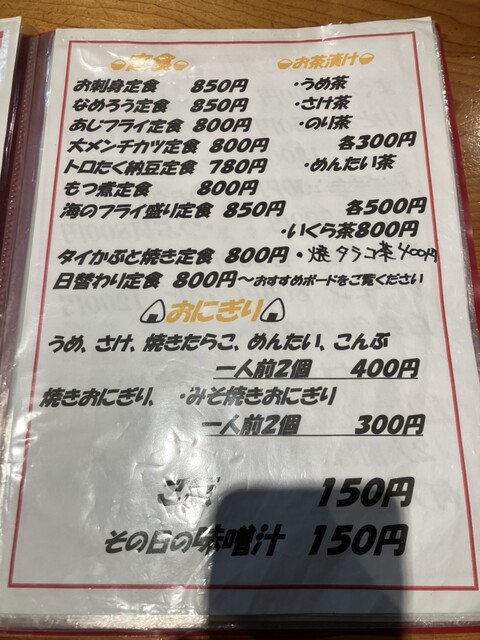 定食
お刺身定食 850円
なめろう定食 850円
あじフライ定食 800円
大メンチカツ定食 800円
トロたく納豆定食 780円
もつ煮定食 800円
海のフライ盛り定食 850円
タイかぶと焼き定食 800円
日替わり定食 800円～おすすめボードをご覧ください
お茶漬け
・うめ茶
・さけ茶
・のり茶
各300円
・めんたい茶
各500円
・いくら茶800円
・焼タラコ茶400円
おにぎり
うめ、さけ、焼きたらこ、めんたい、こんぶ
一人前2個 400円
焼きおにぎり、・みそ焼きおにぎり
一人前2個 300円
150円
その日の味噌汁 150円